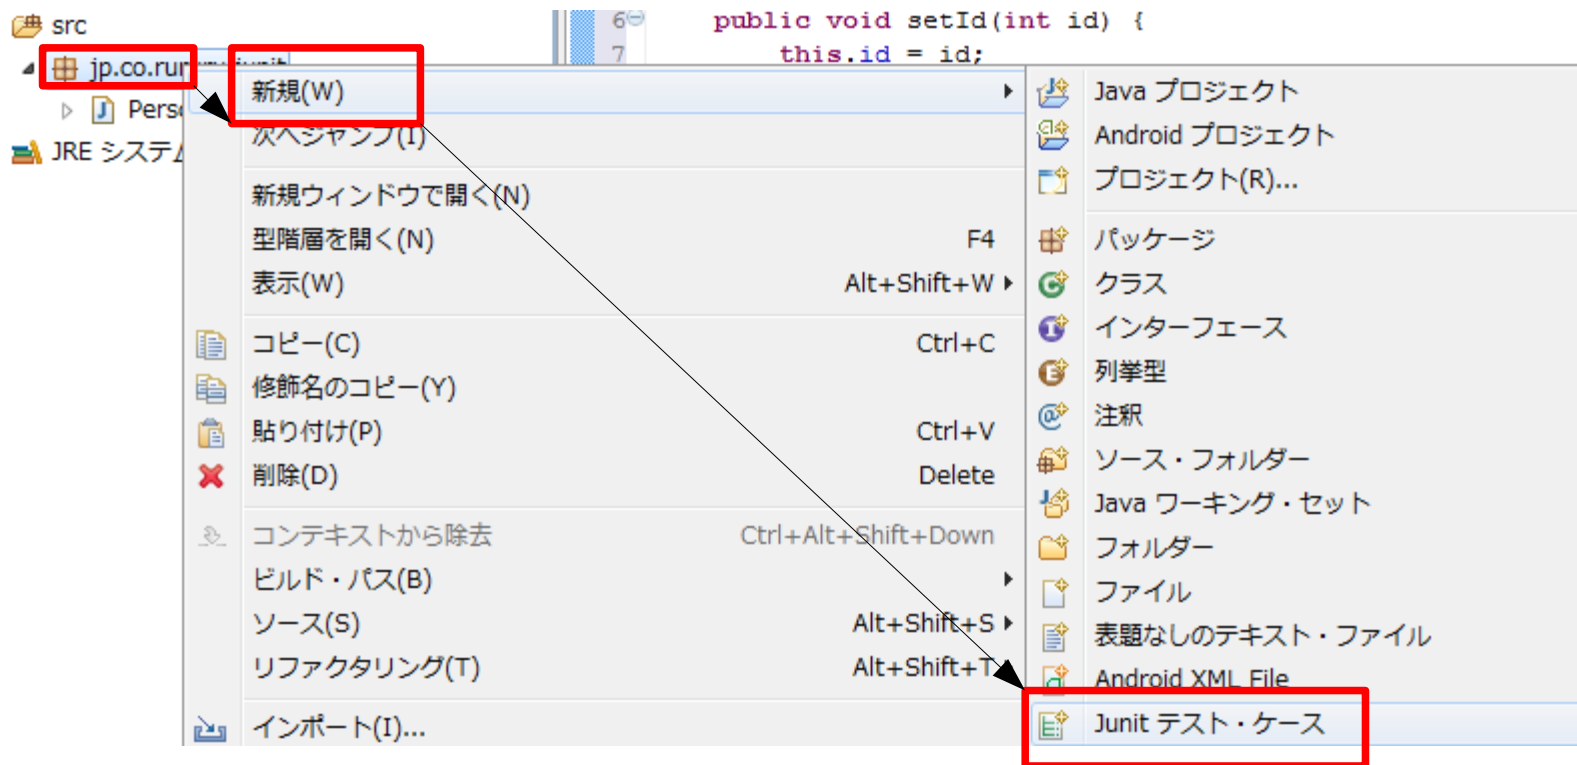 src
jp.co.run
Perso
JRE システム
6 public void setId(int id) {
7 this.id = id;
新規(W)
次へジャンプ(I)
新規ウィンドウで開く(N)
型階層を開く(N) F4
表示(W) Alt+Shift+W
コピー(C) Ctrl+C
修飾名のコピー(Y)
貼り付け(P) Ctrl+V
削除(D) Delete
コンテキストから除去 Ctrl+Alt+Shift+Down
ビルド・パス(B)
ソース(S) Alt+Shift+S
リファクタリング(T) Alt+Shift+T
インポート(I)...
Java プロジェクト
Android プロジェクト
プロジェクト(R)...
パッケージ
クラス
インターフェース
列挙型
注釈
ソース・フォルダー
Java ワーキング・セット
フォルダー
ファイル
表題なしのテキスト・ファイル
Android XML File
Junit テスト・ケース